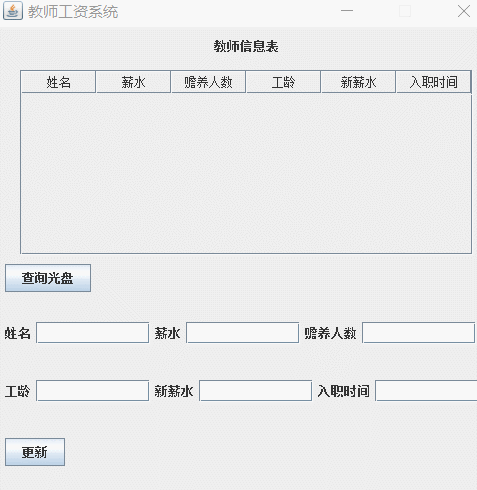 教师工资系统
教师信息表
姓名 薪水 赡养人数 工龄 新薪水 入职时间
查询光盘
姓名 薪水 赡养人数
工龄 新薪水 入职时间
更新